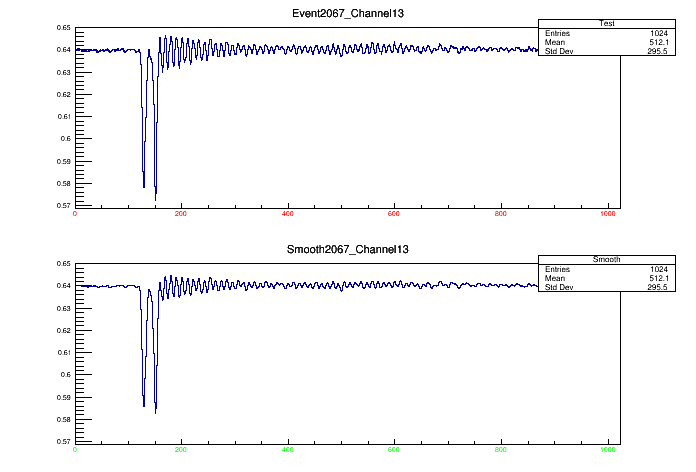 Event2067_Channel13
Test
Entries 1024
Mean 512.1
Std Dev 295.5
0.65
0.64
0.63
0.62
0.61
0.6
0.59
0.58
0.57
0 200 400 600 800 1000
Smooth2067_Channel13
Smooth
Entries 1024
Mean 512.1
Std Dev 295.5
0.65
0.64
0.63
0.62
0.61
0.6
0.59
0.58
0.57
0 200 400 600 800 1000